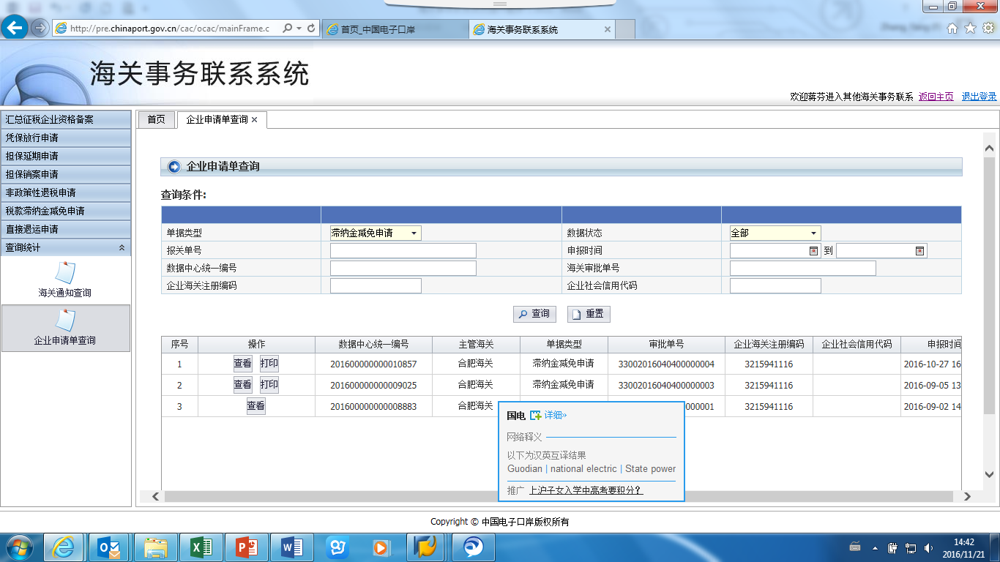 http://pre.chinaport.gov.cn/cac/ocac/mainFrame.c
首页_中国电子口岸
海关事务联系系统
海关事务联系系统
欢迎蒋芬进入其他海关事务联系 返回主页 退出登录
汇总征税企业资格备案
凭保放行申请
担保延期申请
担保销案申请
非政策性退税申请
税款滞纳金减免申请
直接退运申请
查询统计
海关通知查询
企业申请单查询
首页 企业申请单查询
企业申请单查询
查询条件:
单据类型 滞纳金减免申请 数据状态 全部
报关单号 申报时间 到
数据中心统一编号 海关审批单号
企业海关注册编码 企业社会信用代码
查询 重置
序号 操作 数据中心统一编号 主管海关 单据类型 审批单号 企业海关注册编码 企业社会信用代码 申报时间
1 查看 打印 201600000000010857 合肥海关 滞纳金减免申请 33002016040400000004 3215941116 2016-10-27 16
2 查看 打印 201600000000009025 合肥海关 滞纳金减免申请 33002016040400000003 3215941116 2016-09-05 13
3 查看 201600000000008883 合肥海关 000001 3215941116 2016-09-02 14
国电 详细»
网络释义
以下为汉英互译结果
Guodian | national electric | State power
推广 上沪子女入学中高考要积分?
Copyright © 中国电子口岸版权所有
14:42
2016/11/21